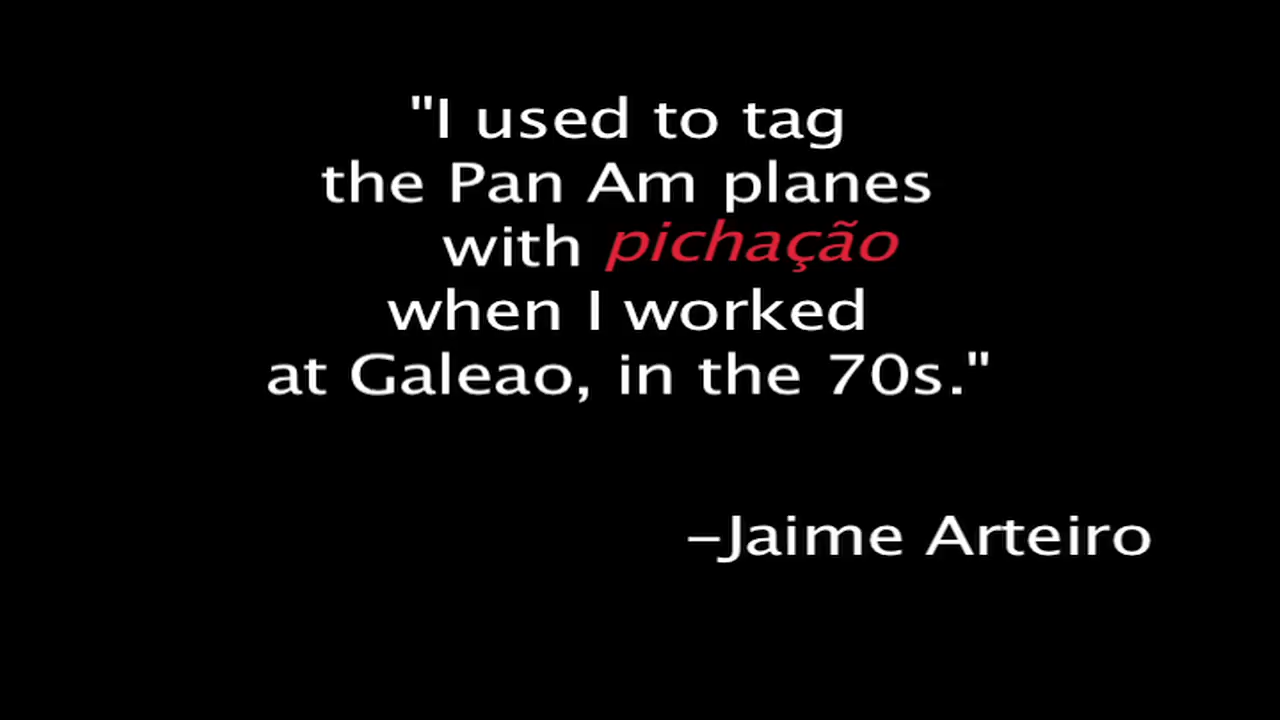 "I used to tag
the Pan Am planes
with pichação
when I worked
at Galeao, in the 70s."
–Jaime Arteiro